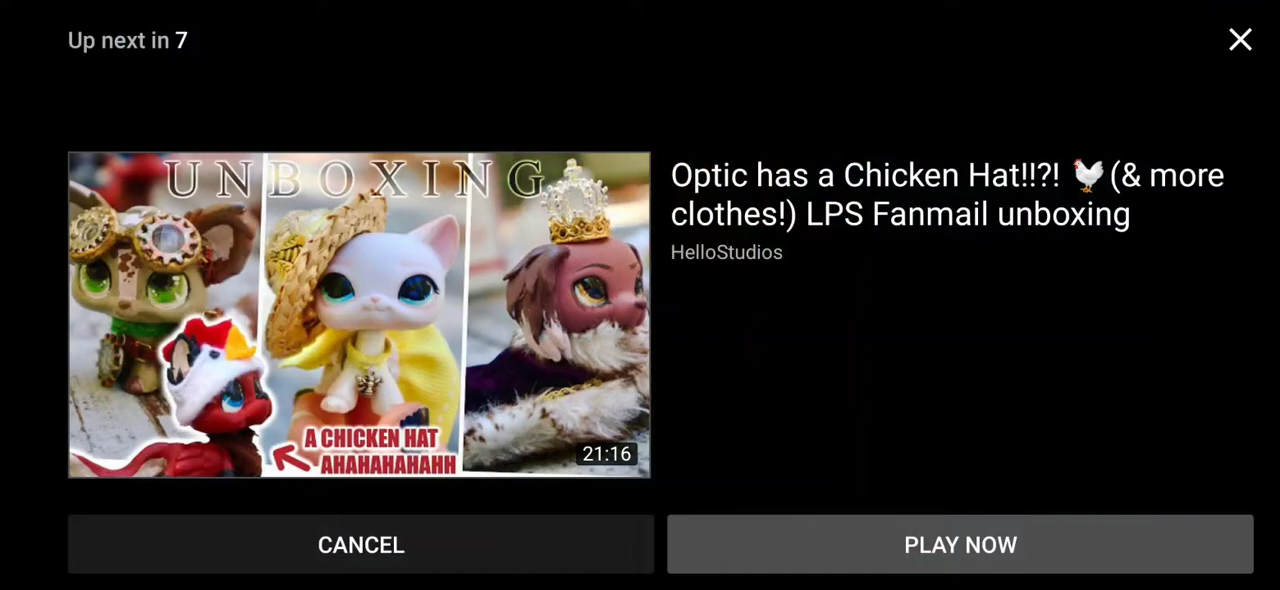 Up next in 7
UNBOXING
A CHICKEN HAT
AHAHAHAHAHH
21:16
Optic has a Chicken Hat!!?! 🐓(& more
clothes!) LPS Fanmail unboxing
HelloStudios
CANCEL
PLAY NOW